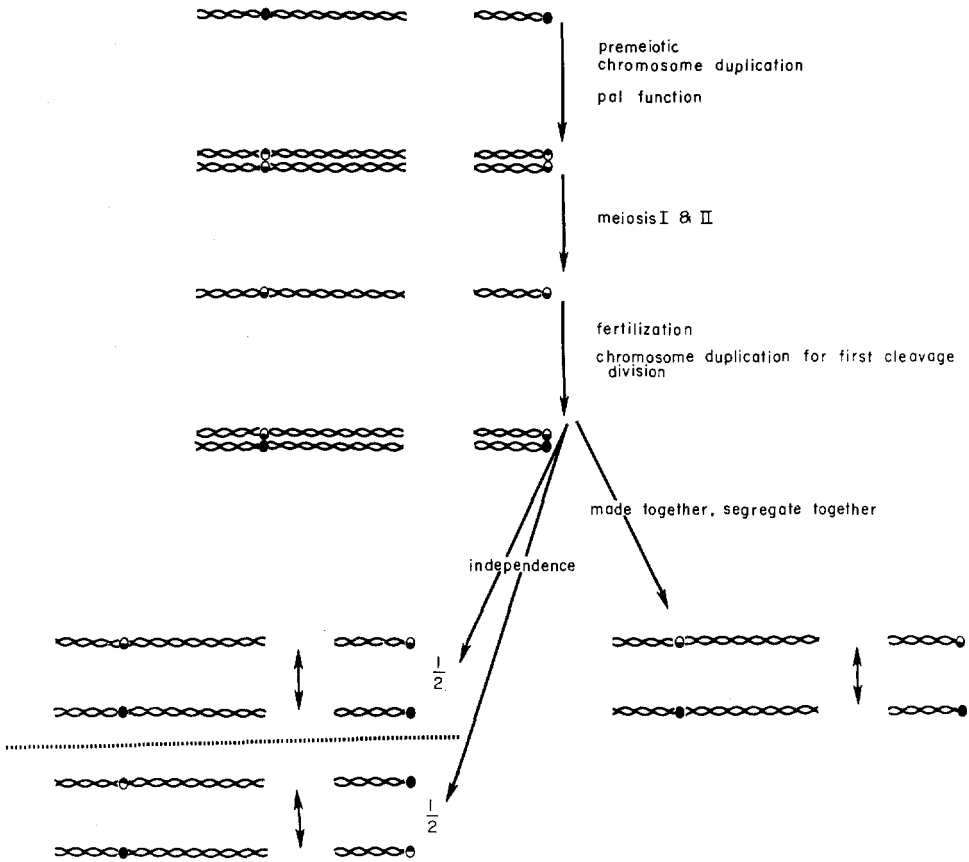 premeiotic
chromosome duplication
pal function
meiosis I & II
fertilization
chromosome duplication for first cleavage
division
made together, segregate together
independence
1/2
1/2